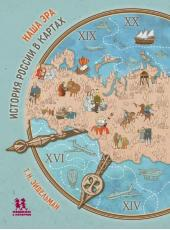 НАША ЭРА
ИСТОРИЯ РОССИИ В КАРТАХ
XIX
XX
XVI
XIV
Т.Н. ЭЙДЕЛЬМАН